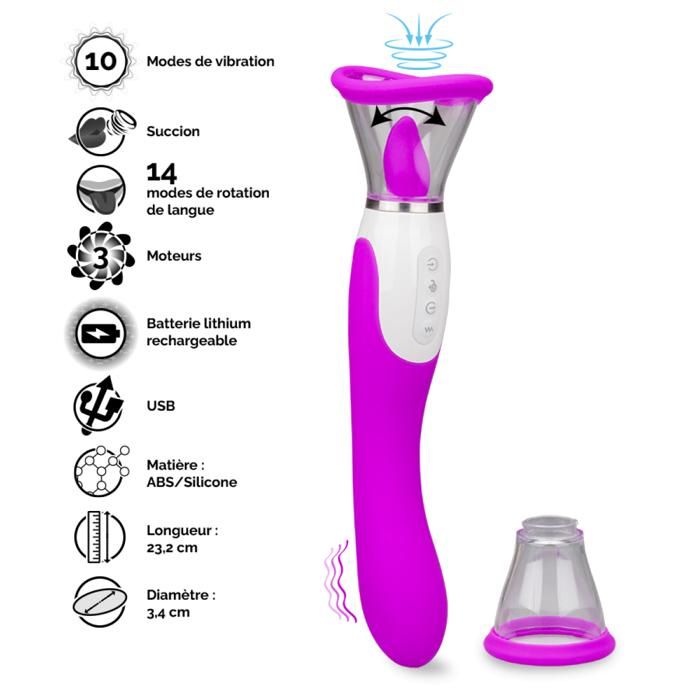 10
Modes de vibration
Succion
14
modes de rotation
de langue
3
Moteurs
Batterie lithium
rechargeable
USB
Matière :
ABS/Silicone
Longueur :
23,2 cm
Diamètre :
3,4 cm